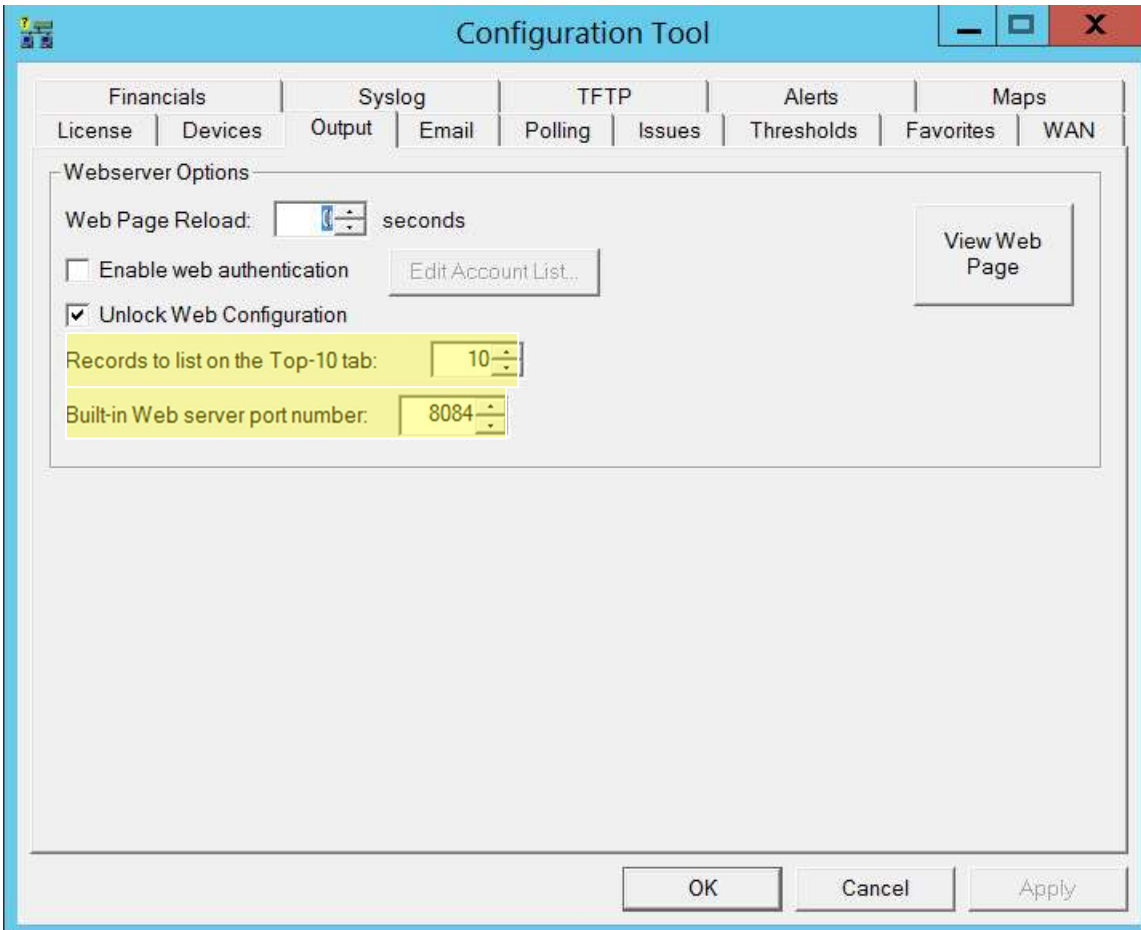 Configuration Tool
Financials Syslog TFTP Alerts Maps
License Devices Output Email Polling Issues Thresholds Favorites WAN
Webserver Options
Web Page Reload: seconds
View Web
Page
Enable web authentication Edit Account List...
Unlock Web Configuration
Records to list on the Top-10 tab: 10
Built-in Web server port number: 8084
OK Cancel Apply